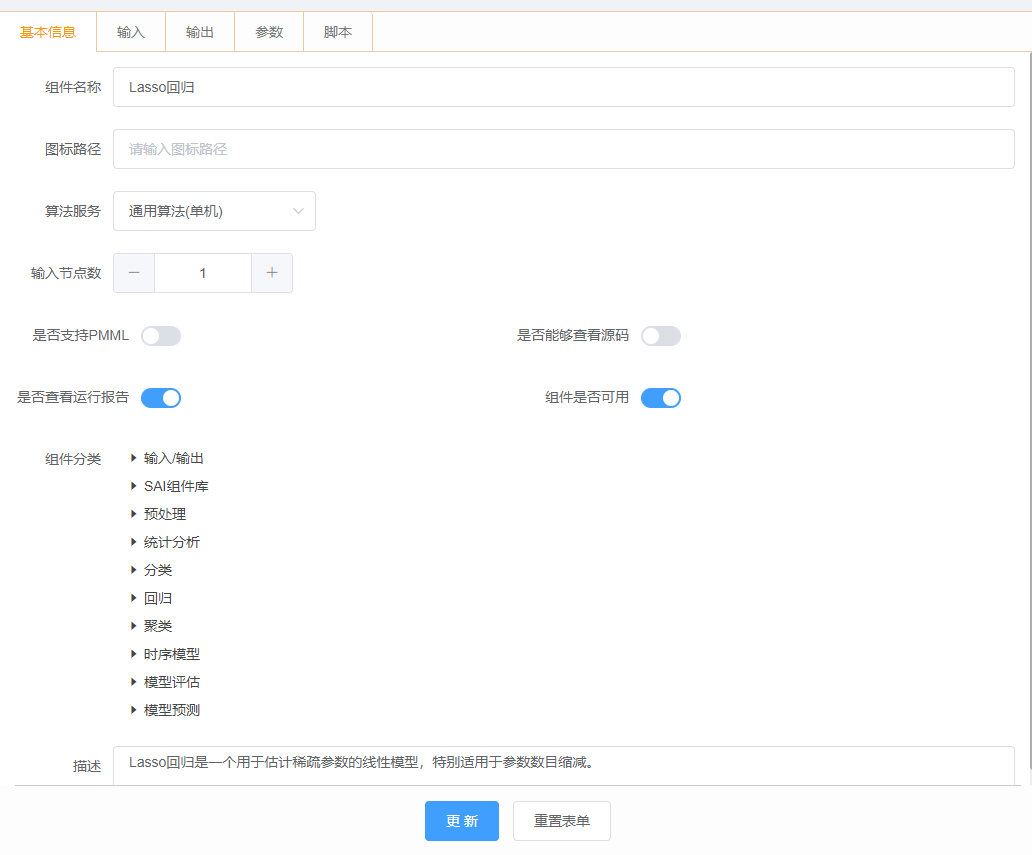 基本信息 输入 输出 参数 脚本
组件名称 Lasso回归
图标路径 请输入图标路径
算法服务 通用算法(单机)
输入节点数 1
是否支持PMML 是否能够查看源码
是否查看运行报告 组件是否可用
组件分类 输入/输出
SAI组件库
预处理
统计分析
分类
回归
聚类
时序模型
模型评估
模型预测
描述 Lasso回归是一个用于估计稀疏参数的线性模型，特别适用于参数数目缩减。
更 新 重置表单